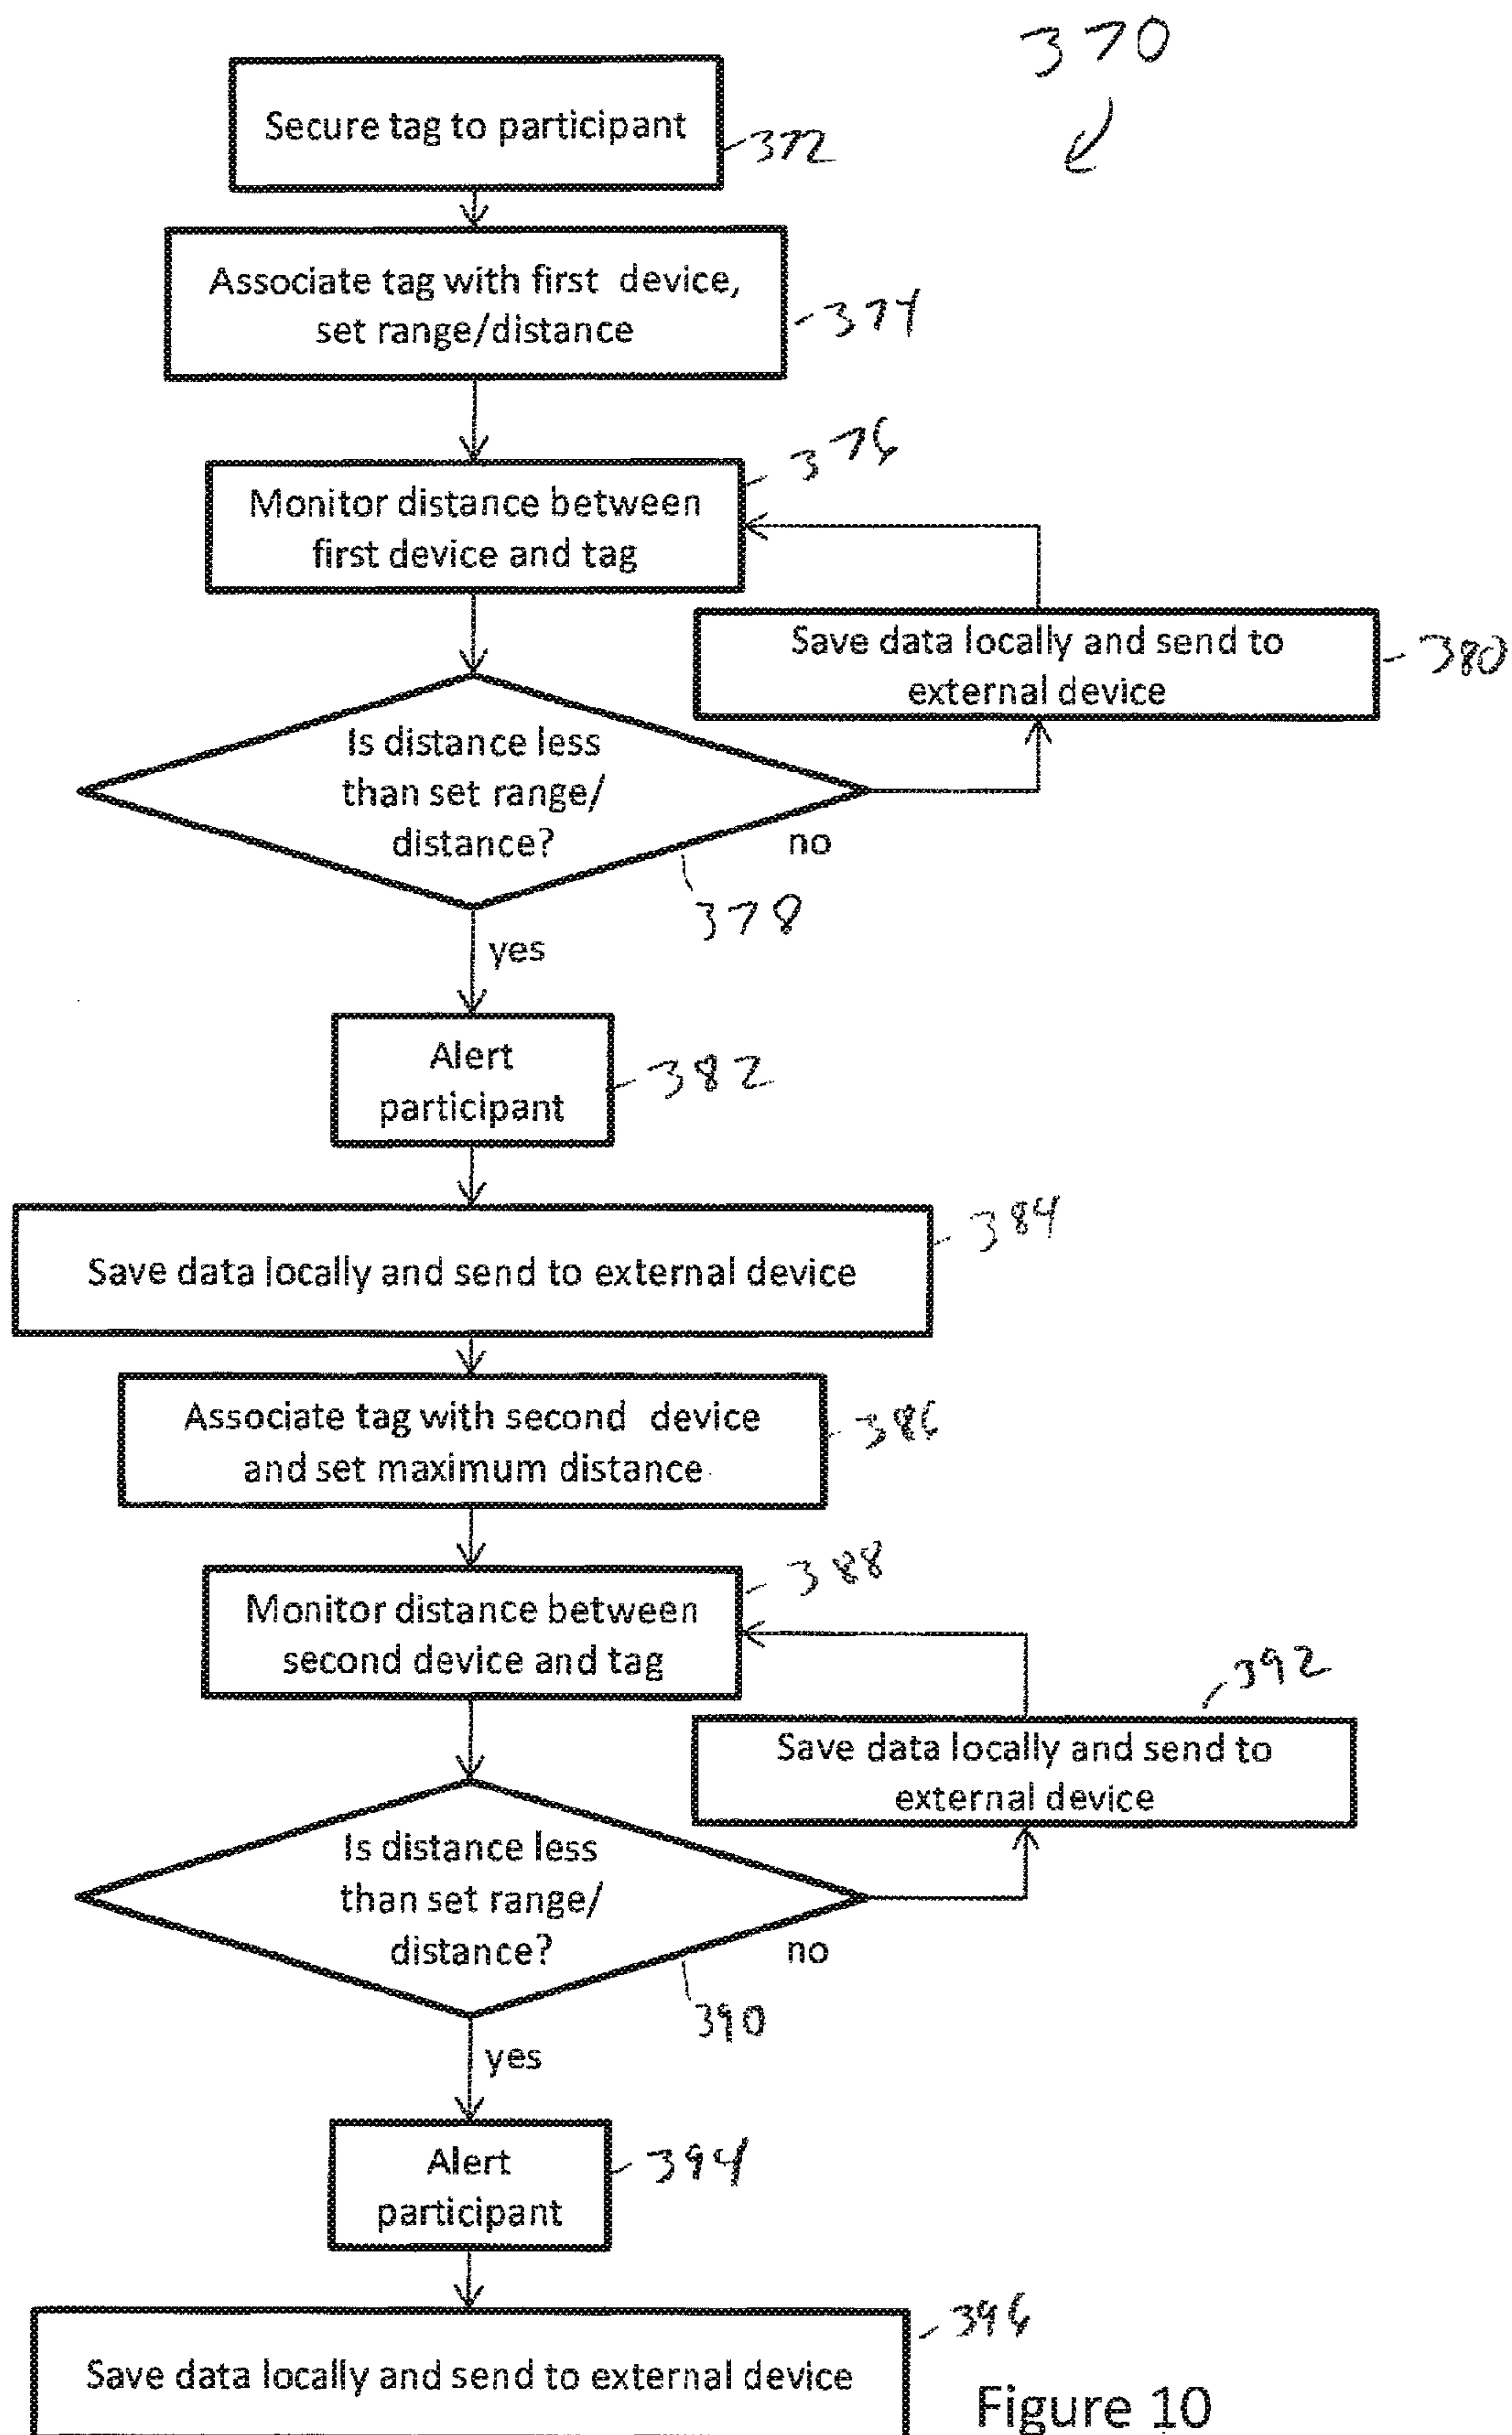 370
Secure tag to participant
372
Associate tag with first device,
set range/distance
374
376
Monitor distance between
first device and tag
Save data locally and send to
external device
380
Is distance less
than set range/
distance?
no
378
yes
Alert
participant
382
384
Save data locally and send to external device
Associate tag with second device
and set maximum distance
386
388
Monitor distance between
second device and tag
392
Save data locally and send to
external device
Is distance less
than set range/
distance?
no
390
yes
Alert
participant
394
396
Save data locally and send to external device
Figure 10